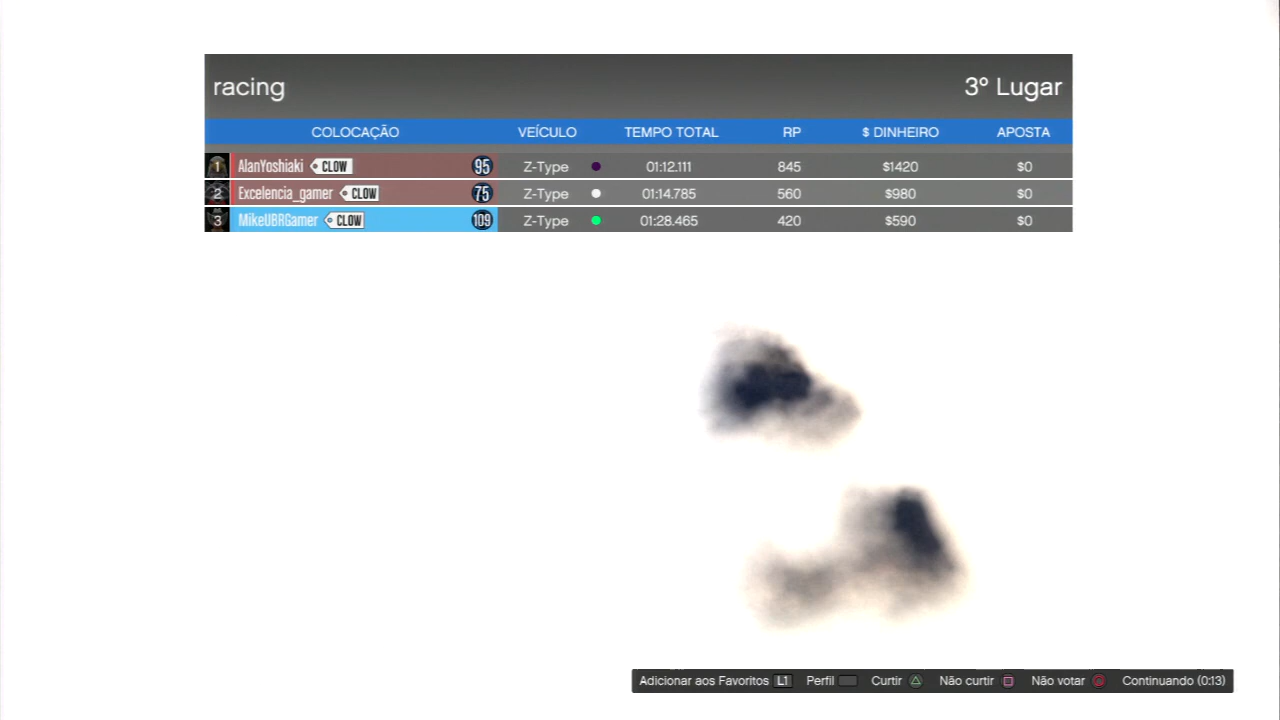 racing 3º Lugar
COLOCAÇÃO VEÍCULO TEMPO TOTAL RP $ DINHEIRO APOSTA
1 AlanYoshiaki CLOW 95 Z-Type 01:12.111 845 $1420 $0
2 Excelencia_gamer CLOW 75 Z-Type 01:14.785 560 $980 $0
3 MikeUBRGamer CLOW 109 Z-Type 01:28.465 420 $590 $0
Adicionar aos Favoritos L1 Perfil Curtir Não curtir Não votar Continuando (0:13)